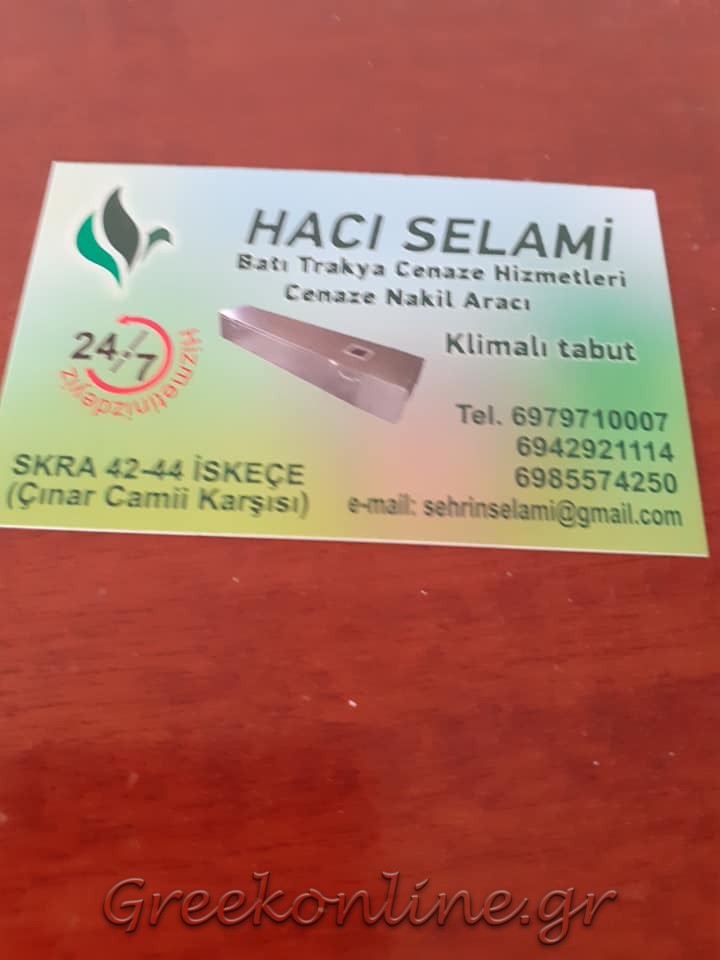 HACI SELAMİ
Batı Trakya Cenaze Hizmetleri
Cenaze Nakil Aracı
24/7
Hizmetinizdeyiz
Klimalı tabut
Tel. 6979710007
6942921114
6985574250
SKRA 42-44 İSKEÇE
(Çınar Camii Karşısı)
e-mail: sehrinselami@gmail.com
Greekonline.gr